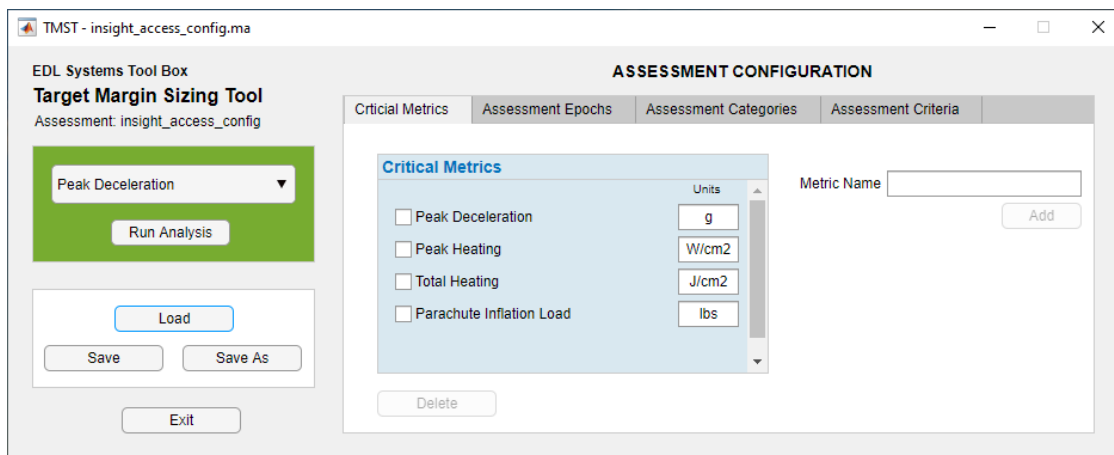 TMST - insight_access_config.ma
EDL Systems Tool Box
Target Margin Sizing Tool
Assessment: insight_access_config
Peak Deceleration
Run Analysis
Load
Save
Save As
Exit
ASSESSMENT CONFIGURATION
Crticial Metrics
Assessment Epochs
Assessment Categories
Assessment Criteria
Critical Metrics
Units
Peak Deceleration
g
Peak Heating
W/cm2
Total Heating
J/cm2
Parachute Inflation Load
lbs
Delete
Metric Name
Add